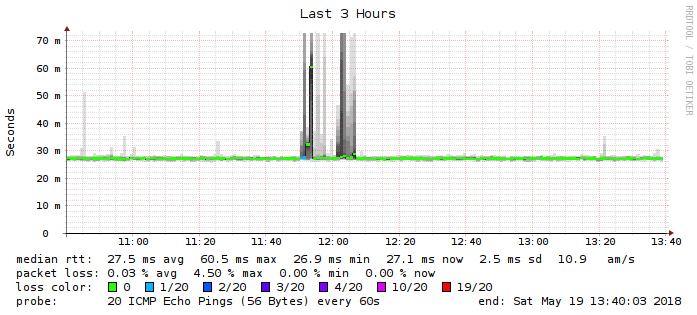 Last 3 Hours
RRDTOOL / TOBI OETIKER
Seconds
70 m
60 m
50 m
40 m
30 m
20 m
10 m
0
11:00 11:20 11:40 12:00 12:20 12:40 13:00 13:20 13:40
median rtt: 27.5 ms avg 60.5 ms max 26.9 ms min 27.1 ms now 2.5 ms sd 10.9 am/s
packet loss: 0.03 % avg 4.50 % max 0.00 % min 0.00 % now
loss color: 0 1/20 2/20 3/20 4/20 10/20 19/20
probe: 20 ICMP Echo Pings (56 Bytes) every 60s end: Sat May 19 13:40:03 2018